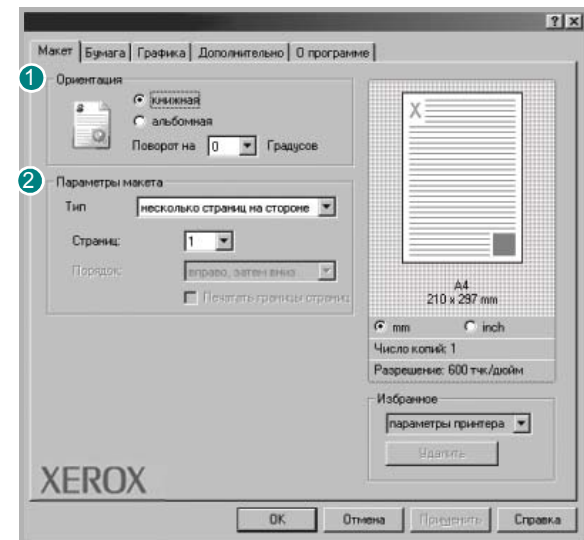 Макет Бумага Графика Дополнительно О программе
1
Ориентация
книжная
альбомная
Поворот на 0 Градусов
2
Параметры макета
Тип несколько страниц на стороне
Страниц: 1
Порядок: вправо, затем вниз
Печатать границы страниц
X
A4
210 x 297 mm
mm inch
Число копий: 1
Разрешение: 600 тчк/дюйм
Избранное
параметры принтера
Удалить
XEROX
OK Отмена Применить Справка